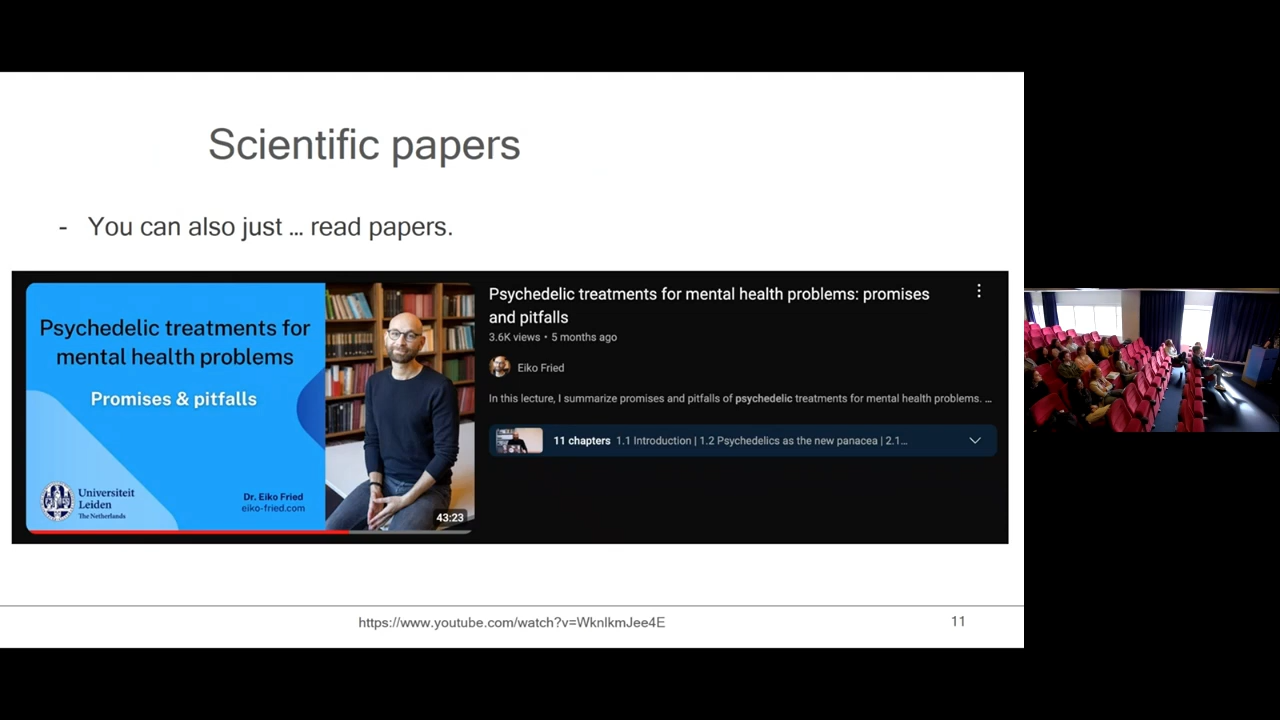 Scientific papers
- You can also just ... read papers.
Psychedelic treatments for
mental health problems
Promises & pitfalls
Universiteit
Leiden
The Netherlands
Dr. Eiko Fried
eiko-fried.com
43:23
Psychedelic treatments for mental health problems: promises
and pitfalls
3.6K views • 5 months ago
Eiko Fried
In this lecture, I summarize promises and pitfalls of psychedelic treatments for mental health problems. ...
11 chapters 1.1 Introduction | 1.2 Psychedelics as the new panacea | 2.1...
https://www.youtube.com/watch?v=WknlkmJee4E
11